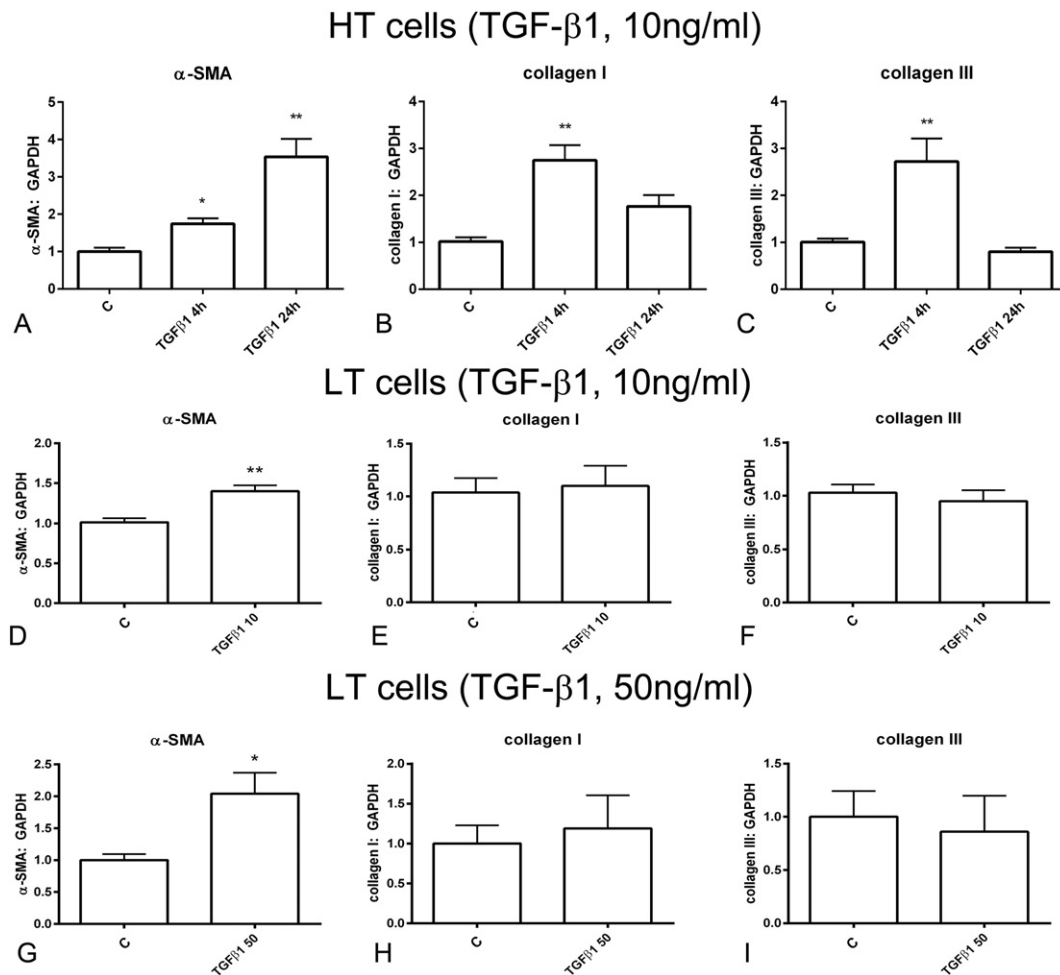 HT cells (TGF-β1, 10ng/ml)
α-SMA
α-SMA: GAPDH
5
4
3
2
1
0
*
**
C
TGFβ1 4h
TGFβ1 24h
A
collagen I
collagen I: GAPDH
4
3
2
1
0
**
C
TGFβ1 4h
TGFβ1 24h
B
collagen III
collagen III: GAPDH
4
3
2
1
0
**
C
TGFβ1 4h
TGFβ1 24h
C
LT cells (TGF-β1, 10ng/ml)
α-SMA
α-SMA: GAPDH
2.0
1.5
1.0
0.5
0.0
**
C
TGFβ1 10
D
collagen I
collagen I: GAPDH
1.5
1.0
0.5
0.0
C
TGFβ1 10
E
collagen III
collagen III: GAPDH
1.5
1.0
0.5
0.0
C
TGFβ1 10
F
LT cells (TGF-β1, 50ng/ml)
α-SMA
α-SMA: GAPDH
2.5
2.0
1.5
1.0
0.5
0.0
*
C
TGFβ1 50
G
collagen I
collagen I: GAPDH
2.0
1.5
1.0
0.5
0.0
C
TGFβ1 50
H
collagen III
collagen III: GAPDH
1.5
1.0
0.5
0.0
C
TGFβ1 50
I